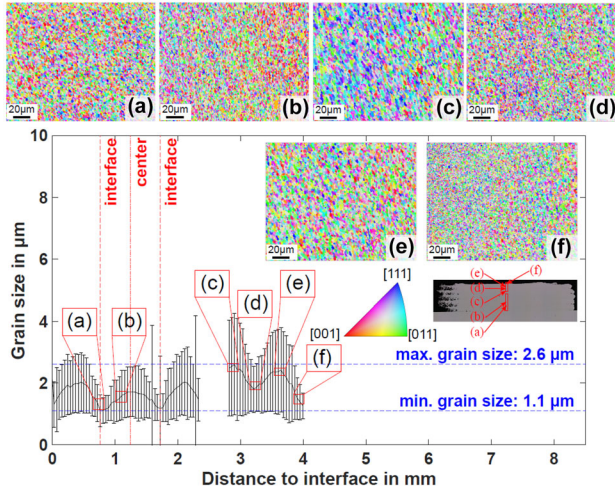 20µm
(a)
20µm
(b)
20µm
(c)
20µm
(d)
10
8
6
4
2
0
Grain size in µm
interface
center
interface
20µm
(e)
20µm
(f)
(a)
(b)
(c)
(d)
(e)
(f)
[111]
[001]
[011]
(e)
(f)
(d)
(c)
(b)
(a)
max. grain size: 2.6 µm
min. grain size: 1.1 µm
0 1 2 3 4 5 6 7 8
Distance to interface in mm